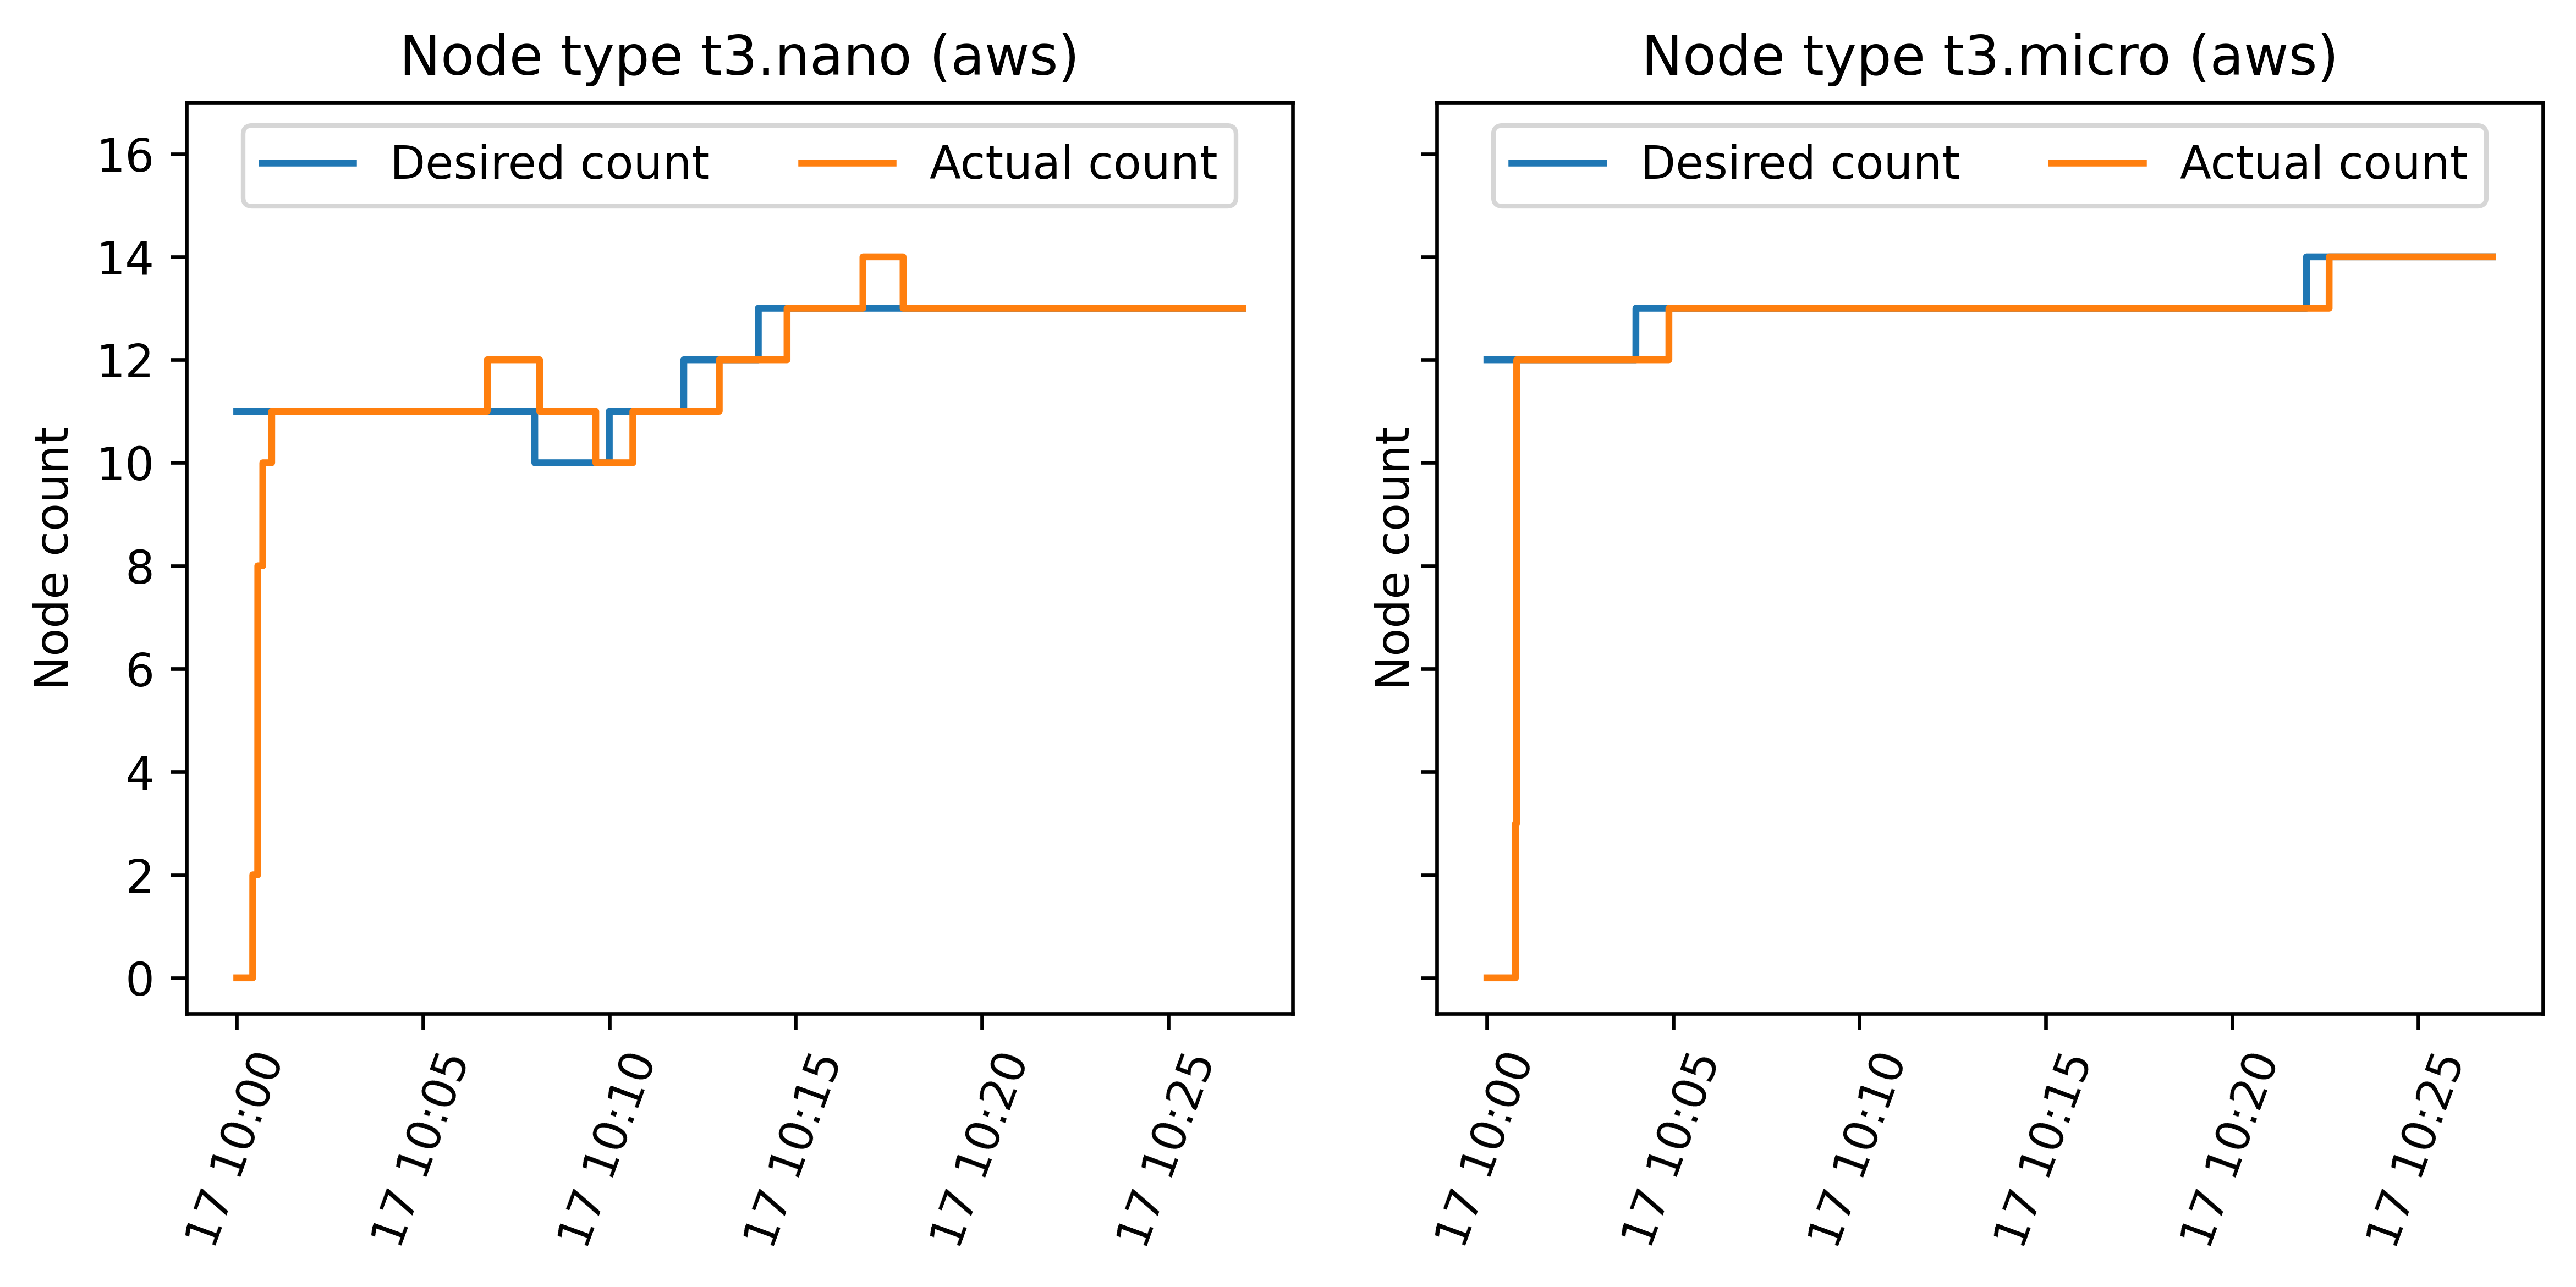 Node type t3.nano (aws)
Desired count
Actual count
Node count
16
14
12
10
8
6
4
2
0
17 10:00
17 10:05
17 10:10
17 10:15
17 10:20
17 10:25
Node type t3.micro (aws)
Desired count
Actual count
Node count
17 10:00
17 10:05
17 10:10
17 10:15
17 10:20
17 10:25